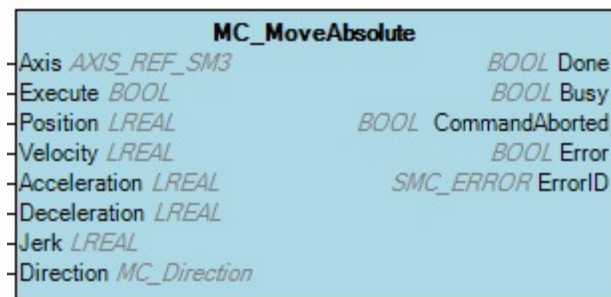 MC_MoveAbsolute
Axis AXIS_REF_SM3 BOOL Done
Execute BOOL BOOL Busy
Position LREAL BOOL CommandAborted
Velocity LREAL BOOL Error
Acceleration LREAL SMC_ERROR ErrorID
Deceleration LREAL
Jerk LREAL
Direction MC_Direction